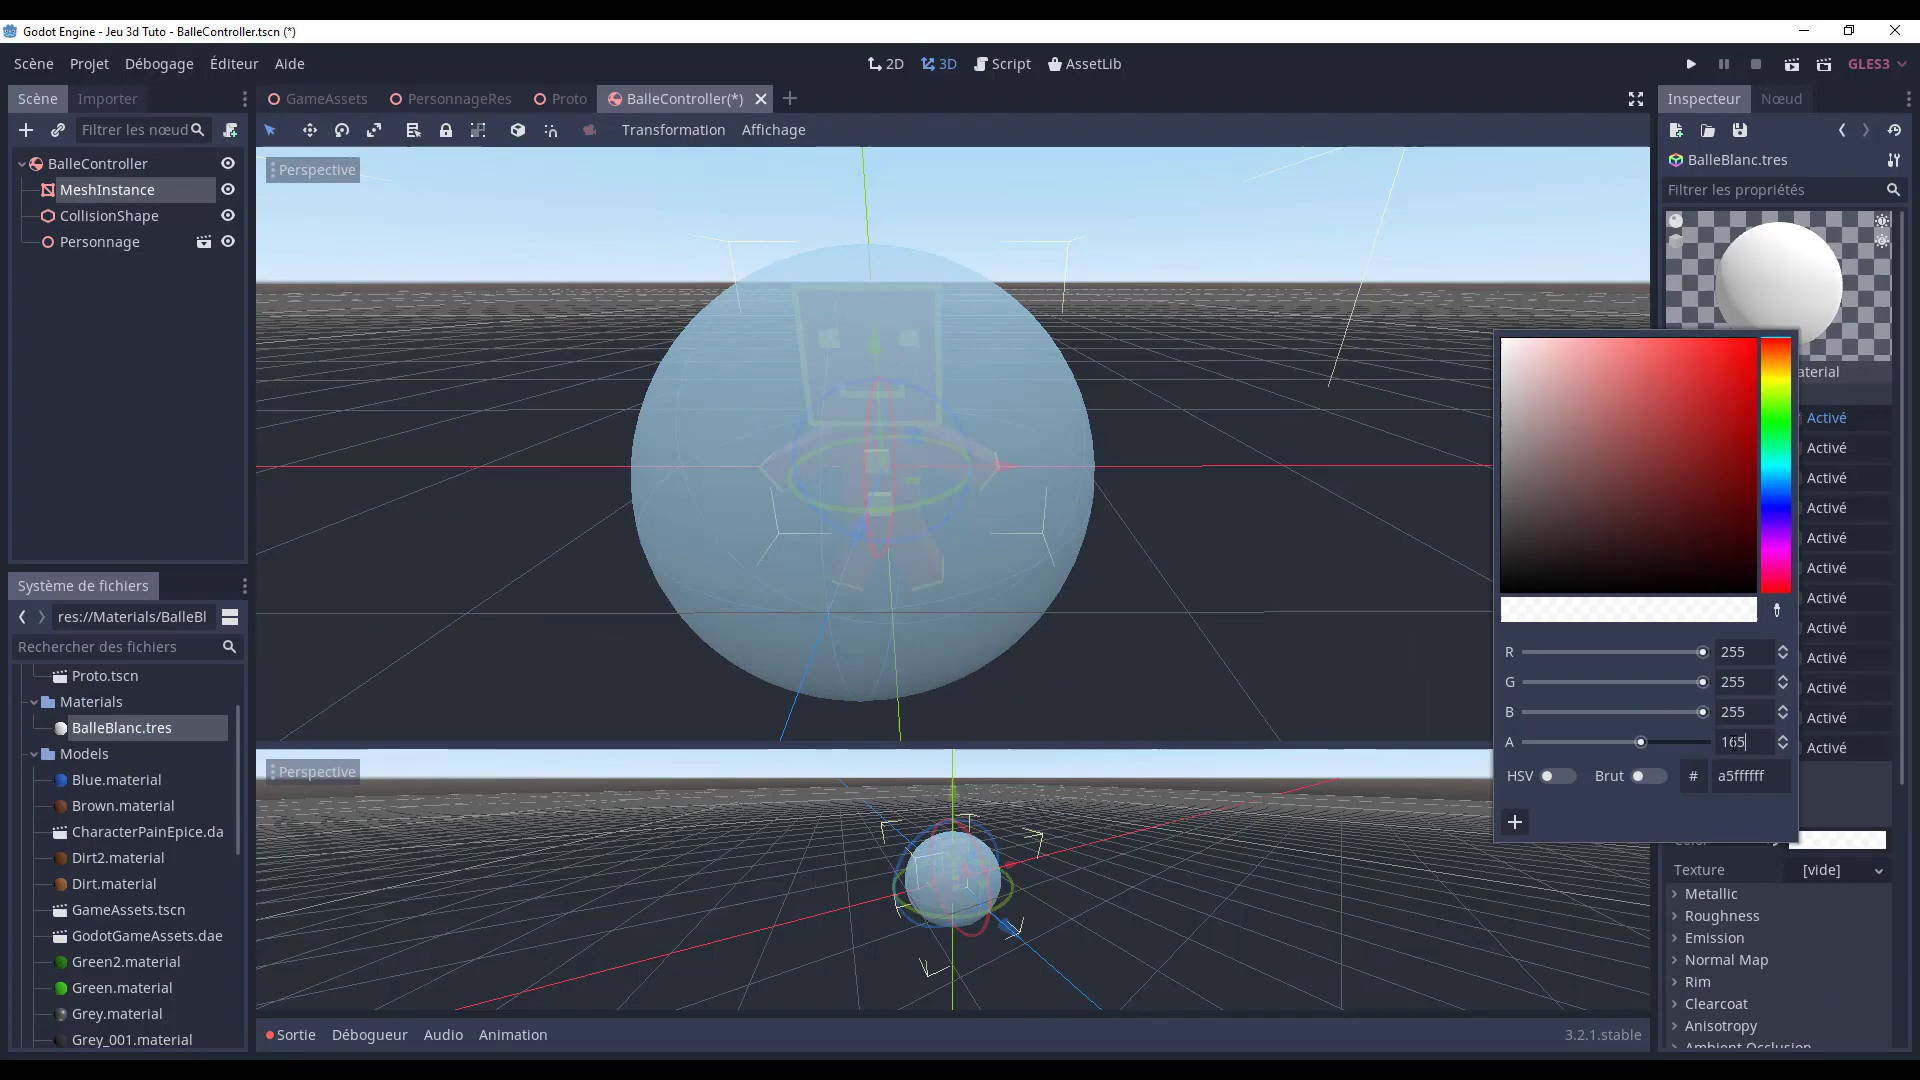 Godot Engine - Jeu 3d Tuto - BalleController.tscn (*)
Scène Projet Débogage Éditeur Aide
2D 3D Script AssetLib
GLES3
Scène Importer
GameAssets PersonnageRes Proto BalleController(*)
Inspecteur Nœud
Filtrer les nœud
Transformation Affichage
BalleController
MeshInstance
CollisionShape
Personnage
Perspective
BalleBlanc.tres
Filtrer les propriétés
aterial
Activé
Activé
Activé
Activé
Activé
Activé
Activé
Activé
Activé
Activé
Activé
Activé
R 255
G 255
B 255
A 165
HSV Brut # a5ffffff
Texture [vide]
Metallic
Roughness
Emission
Normal Map
Rim
Clearcoat
Anisotropy
Système de fichiers
res://Materials/BalleBl
Rechercher des fichiers
Proto.tscn
Materials
BalleBlanc.tres
Models
Blue.material
Brown.material
CharacterPainEpice.da
Dirt2.material
Dirt.material
GameAssets.tscn
GodotGameAssets.dae
Green2.material
Green.material
Grey.material
Grey_001.material
Perspective
Sortie Débogueur Audio Animation
3.2.1.stable